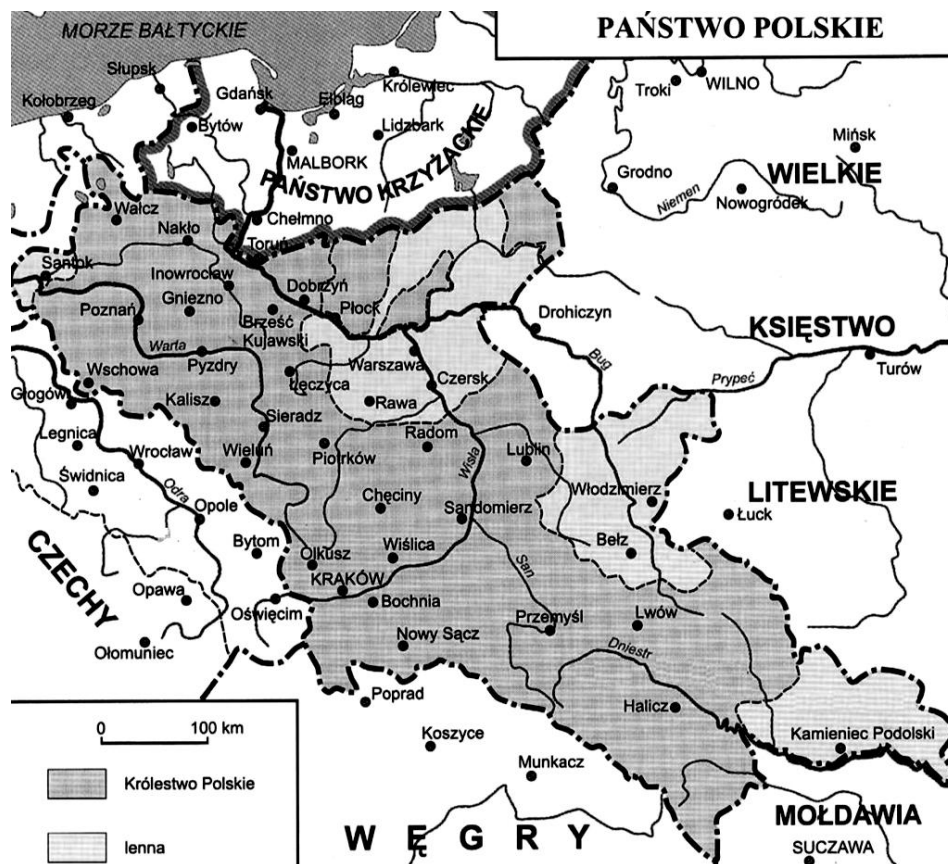 PAŃSTWO POLSKIE
MORZE BAŁTYCKIE
Słupsk
Kołobrzeg
Gdańsk
Bytów
Elbląg
Królewiec
Lidzbark
MALBORK
PAŃSTWO KRZYŻACKIE
Troki
WILNO
Mińsk
Grodno
WIELKIE
Niemen
Nowogródek
Chełmno
Wałcz
Nakło
Toruń
Santok
Inowrocław
Dobrzyń
Poznań
Gniezno
Brześć
Kujawski
Płock
Drohiczyn
KSIĘSTWO
Warta
Pyzdry
Warszawa
Bug
Turów
Prypeć
Wschowa
Łęczyca
Czersk
Głogów
Kalisz
Rawa
Sieradz
Legnica
Wrocław
Wieluń
Piotrków
Radom
Wisła
Lublin
Świdnica
Odra
Opole
Chęciny
Sandomierz
Włodzimierz
LITEWSKIE
Łuck
CZECHY
Bytom
Olkusz
Wiślica
San
Bełz
KRAKÓW
Opawa
Oświęcim
Bochnia
Przemyśl
Lwów
Ołomuniec
Nowy Sącz
Dniestr
Poprad
Halicz
Kamieniec Podolski
Koszyce
Munkacz
WĘGRY
MOŁDAWIA
SUCZAWA
0 100 km
Królestwo Polskie
lenna